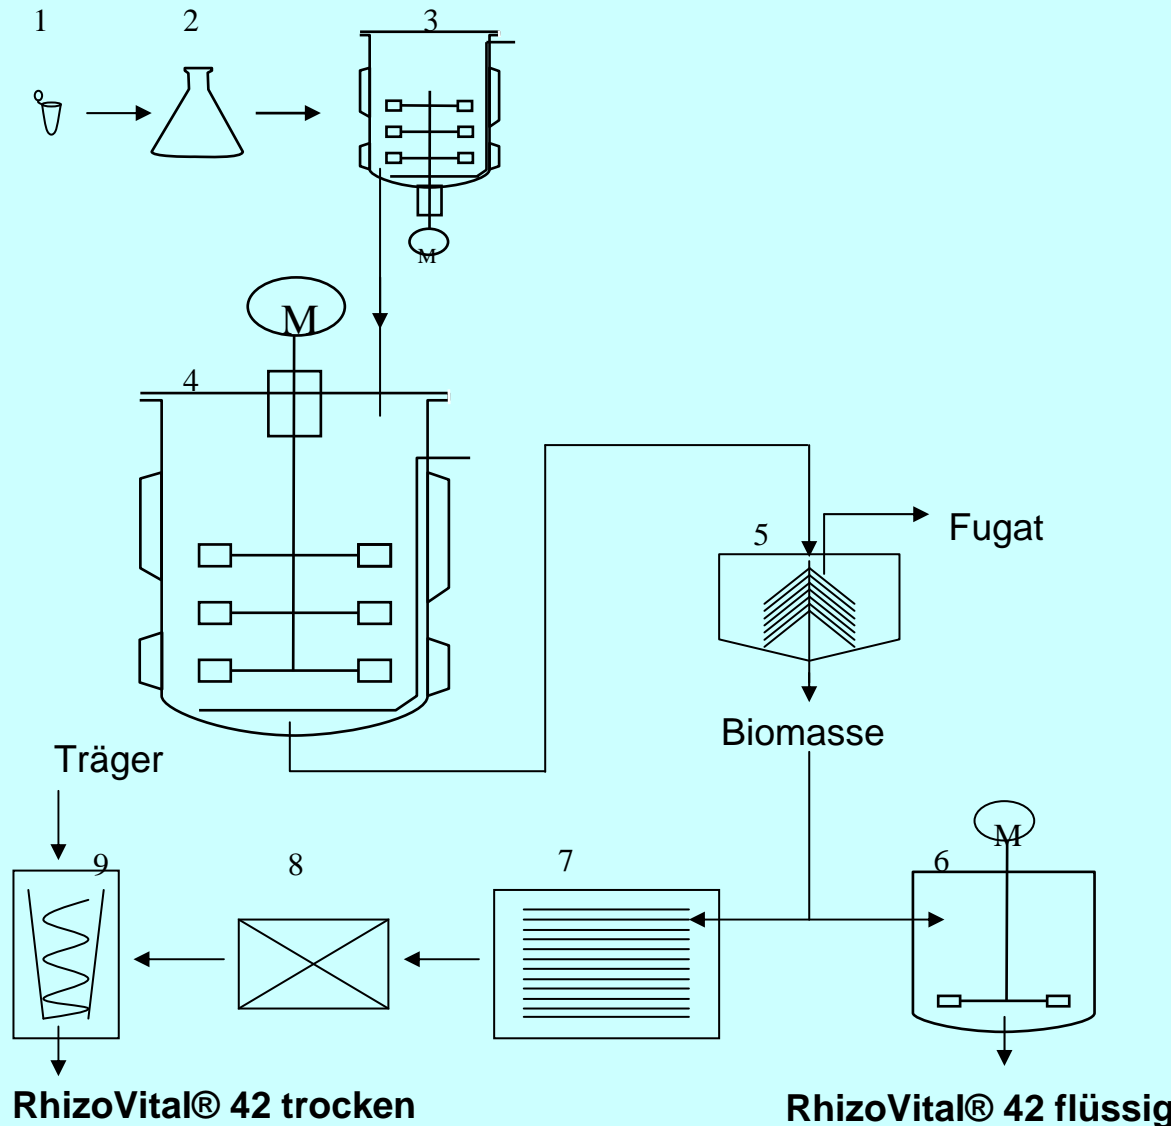 1
2
3
M
M
4
5
Fugat
Biomasse
Träger
M
6
7
8
9
RhizoVital® 42 trocken
RhizoVital® 42 flüssig